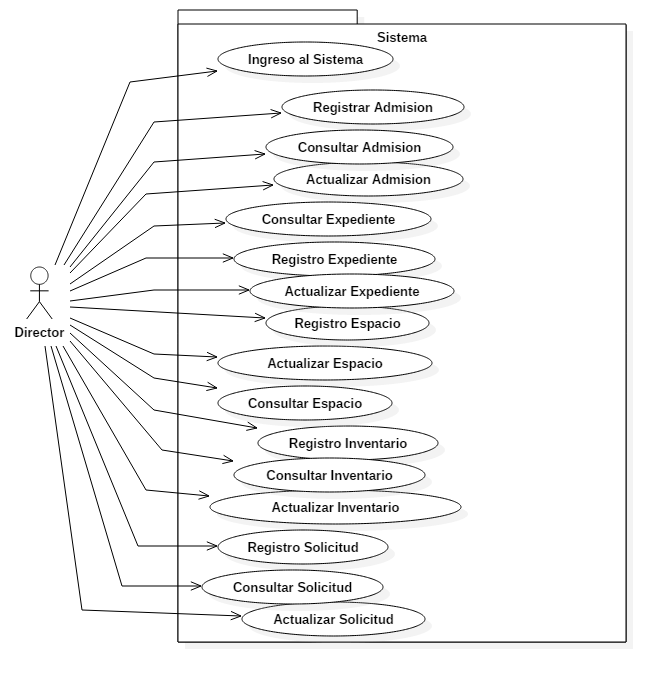 Sistema
Ingreso al Sistema
Registrar Admision
Consultar Admision
Actualizar Admision
Consultar Expediente
Registro Expediente
Actualizar Expediente
Registro Espacio
Director
Actualizar Espacio
Consultar Espacio
Registro Inventario
Consultar Inventario
Actualizar Inventario
Registro Solicitud
Consultar Solicitud
Actualizar Solicitud